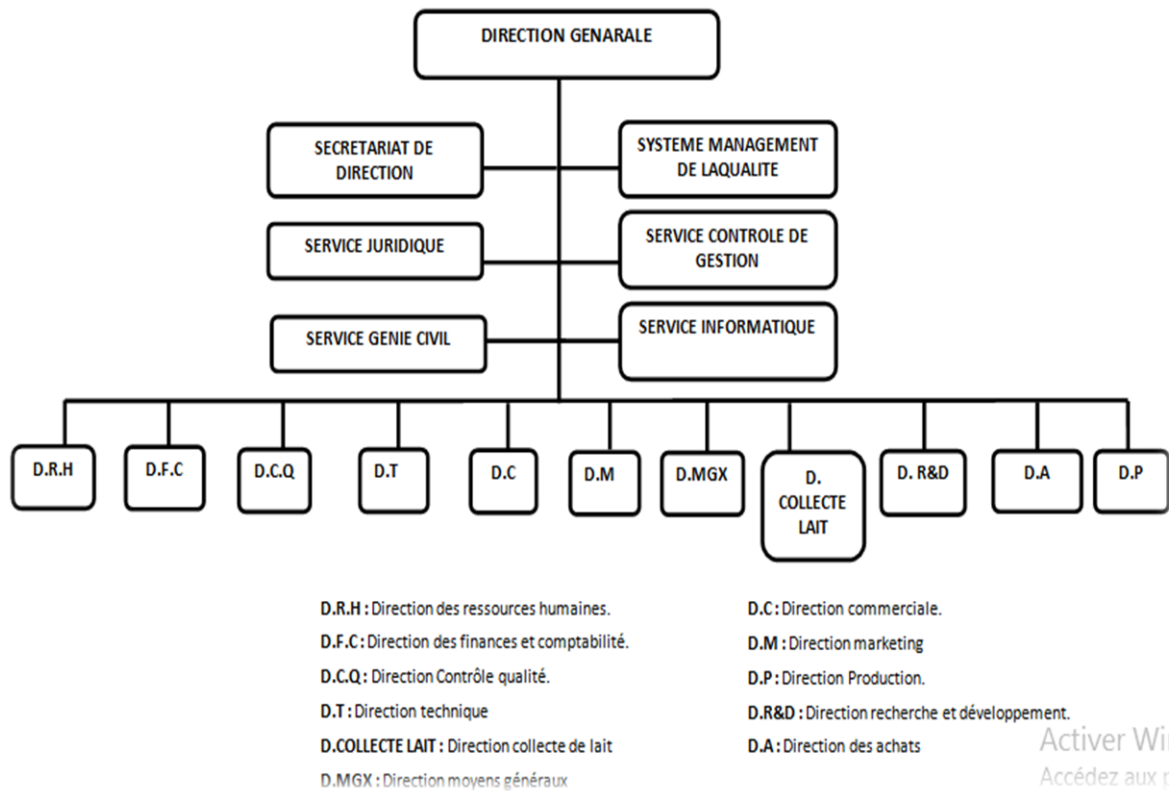 DIRECTION GENARALE
SECRETARIAT DE
DIRECTION
SYSTEME MANAGEMENT
DE LAQUALITE
SERVICE JURIDIQUE
SERVICE CONTROLE DE
GESTION
SERVICE GENIE CIVIL
SERVICE INFORMATIQUE
D.R.H
D.F.C
D.C.Q
D.T
D.C
D.M
D.MGX
D.
COLLECTE
LAIT
D. R&D
D.A
D.P
D.R.H : Direction des ressources humaines.
D.F.C : Direction des finances et comptabilité.
D.C.Q : Direction Contrôle qualité.
D.T : Direction technique
D.COLLECTE LAIT : Direction collecte de lait
D.MGX : Direction moyens généraux
D.C : Direction commerciale.
D.M : Direction marketing
D.P : Direction Production.
D.R&D : Direction recherche et développement.
D.A : Direction des achats
Activer Wi
Accédez aux p